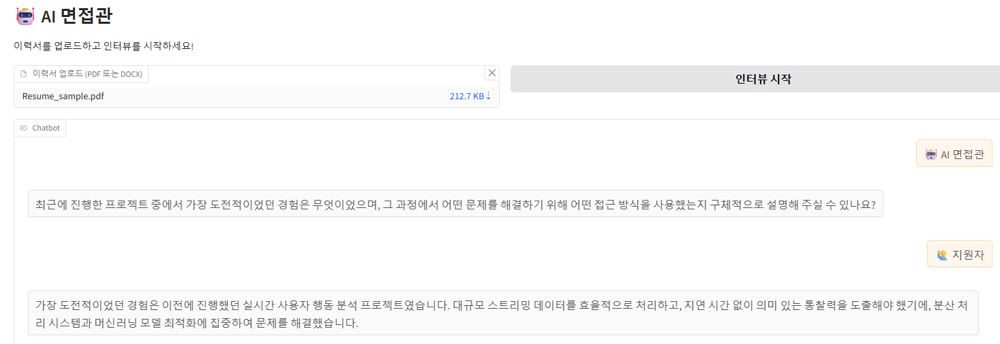 AI 면접관
이력서를 업로드하고 인터뷰를 시작하세요!
이력서 업로드 (PDF 또는 DOCX)
Resume_sample.pdf
212.7 KB ⇣
인터뷰 시작
Chatbot
AI 면접관
최근에 진행한 프로젝트 중에서 가장 도전적이었던 경험은 무엇이었으며, 그 과정에서 어떤 문제를 해결하기 위해 어떤 접근 방식을 사용했는지 구체적으로 설명해 주실 수 있나요?
지원자
가장 도전적이었던 경험은 이전에 진행했던 실시간 사용자 행동 분석 프로젝트였습니다. 대규모 스트리밍 데이터를 효율적으로 처리하고, 지연 시간 없이 의미 있는 통찰력을 도출해야 했기에, 분산 처
리 시스템과 머신러닝 모델 최적화에 집중하여 문제를 해결했습니다.